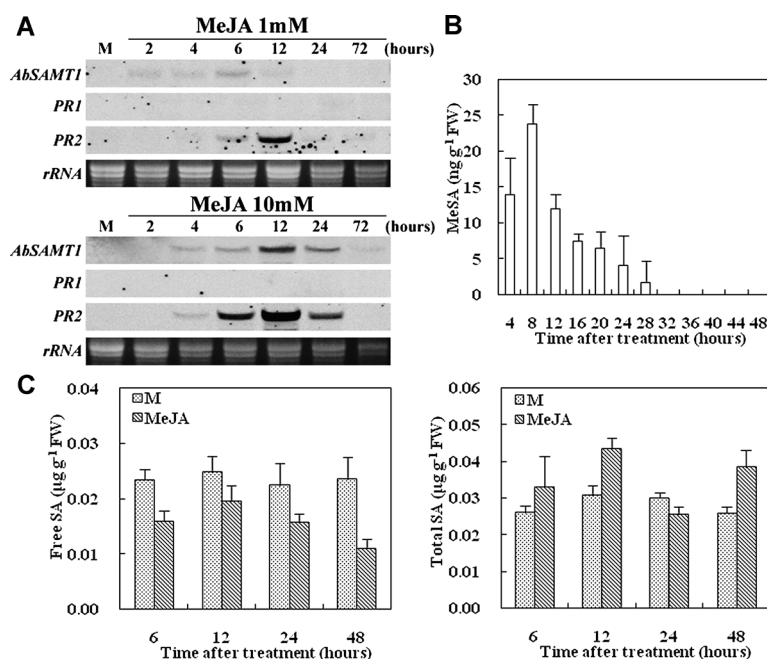 A
MeJA 1mM
M 2 4 6 12 24 72 (hours)
AbSAMT1
PR1
PR2
rRNA
MeJA 10mM
M 2 4 6 12 24 72 (hours)
AbSAMT1
PR1
PR2
rRNA
B
MeSA (ng g⁻¹ FW)
30
25
20
15
10
5
0
4 8 12 16 20 24 28 32 36 40 44 48
Time after treatment (hours)
C
Free SA (µg g⁻¹ FW)
0.04
0.03
0.02
0.01
0.00
M
MeJA
6 12 24 48
Time after treatment (hours)
Total SA (µg g⁻¹ FW)
0.06
0.05
0.04
0.03
0.02
0.01
0.00
M
MeJA
6 12 24 48
Time after treatment (hours)